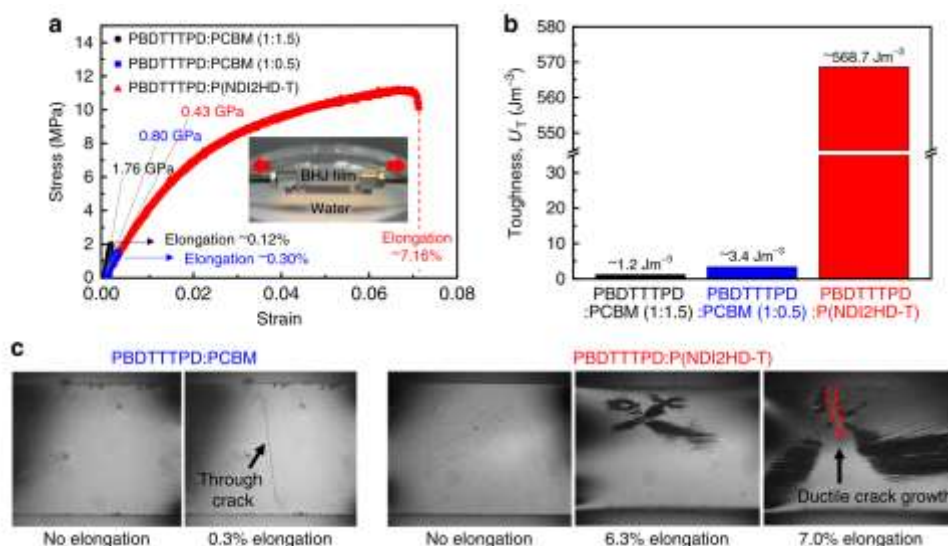 a
PBDTTTPD:PCBM (1:1.5)
PBDTTTPD:PCBM (1:0.5)
PBDTTTPD:P(NDI2HD-T)
0.43 GPa
0.80 GPa
1.76 GPa
BHJ film
Water
Elongation ~0.12%
Elongation ~0.30%
Elongation
~7.16%
Stress (MPa)
14
12
10
8
6
4
2
0
0.00 0.02 0.04 0.06 0.08
Strain
b
Toughness, U_T (Jm⁻³)
580
570
560
550
30
20
10
0
~1.2 Jm⁻³
~3.4 Jm⁻³
~568.7 Jm⁻³
PBDTTTPD PBDTTTPD PBDTTTPD
:PCBM (1:1.5) :PCBM (1:0.5) :P(NDI2HD-T)
c
PBDTTTPD:PCBM
Through
crack
No elongation
0.3% elongation
PBDTTTPD:P(NDI2HD-T)
Ductile crack growth
No elongation
6.3% elongation
7.0% elongation